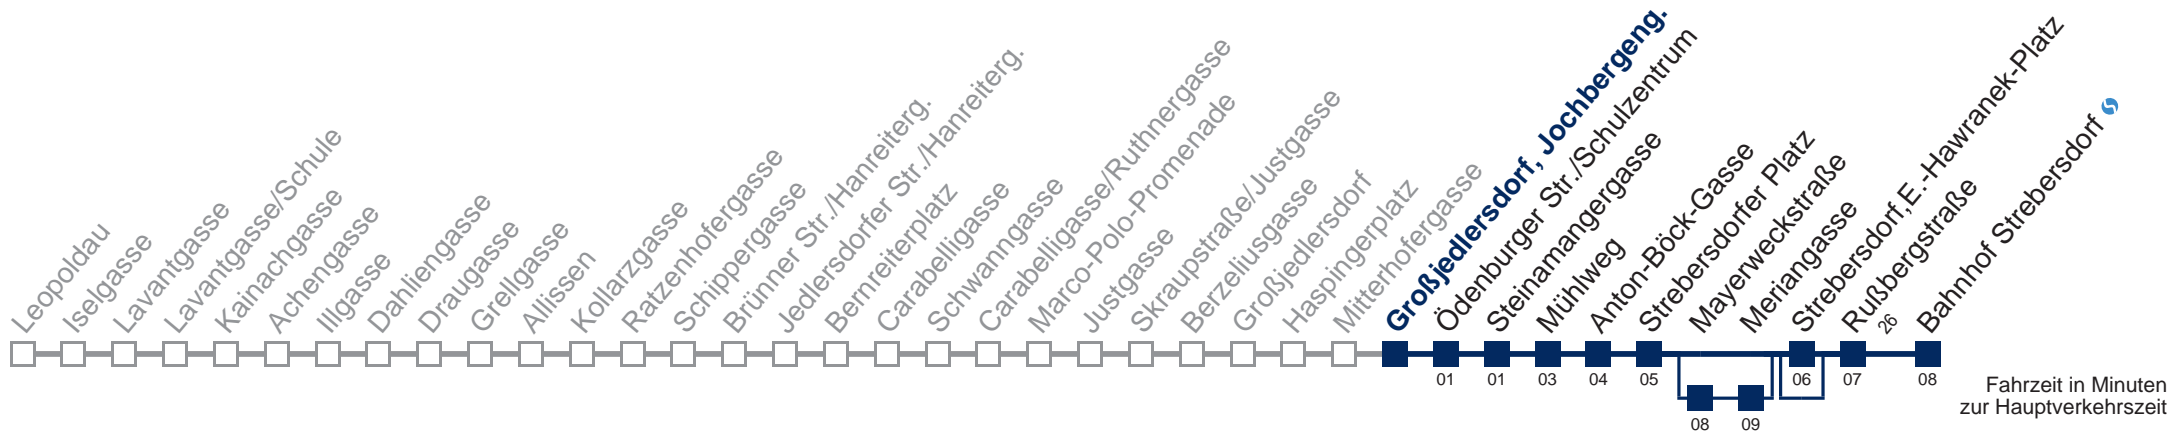 Leopoldau
Iselgasse
Lavantgasse
Lavantgasse/Schule
Kainachgasse
Achengasse
Illgasse
Dahliengasse
Draugasse
Grellgasse
Allissen
Kollarzgasse
Ratzenhofergasse
Schippergasse
Brünner Str./Hanreiterg.
Jedlersdorfer Str./Hanreiterg.
Bernreiterplatz
Carabelligasse
Schwanngasse
Carabelligasse/Ruthnergasse
Marco-Polo-Promenade
Justgasse
Skraupstraße/Justgasse
Berzeliusgasse
Großjedlersdorf
Haspingerplatz
Mitterhofergasse
Großjedlersdorf, Jochbergeng.
Ödenburger Str./Schulzentrum
Steinamangergasse
Mühlweg
Anton-Böck-Gasse
Strebersdorfer Platz
Mayerweckstraße
Meriangasse
Strebersdorf,E.-Hawranek-Platz
Rußbergstraße
26
Bahnhof Strebersdorf
01
01
03
04
05
06
07
08
08
09
Fahrzeit in Minuten
zur Hauptverkehrszeit